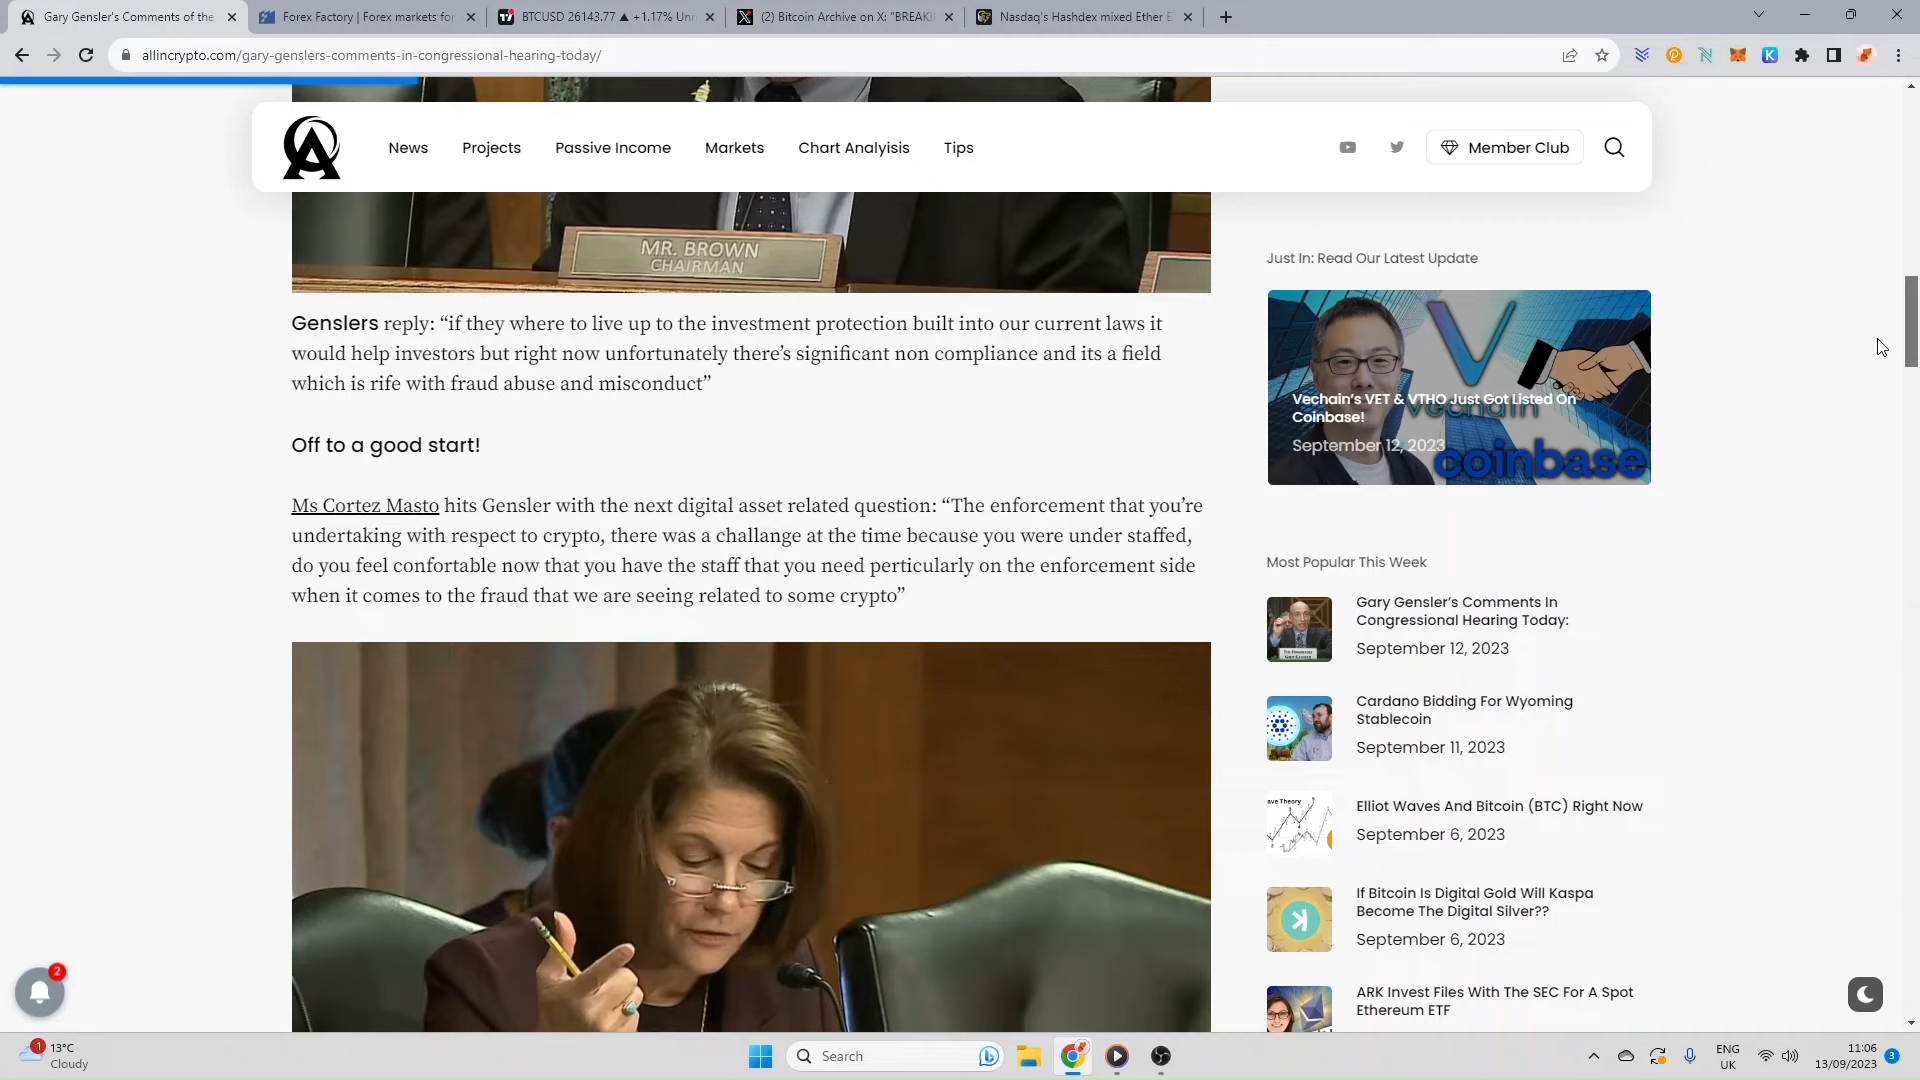 Gary Gensler's Comments of the
Forex Factory | Forex markets for
BTCUSD 26143.77 ▲ +1.17% Unn
(2) Bitcoin Archive on X: "BREAKI
Nasdaq's Hashdex mixed Ether E
allincrypto.com/gary-genslers-comments-in-congressional-hearing-today/
News
Projects
Passive Income
Markets
Chart Analyisis
Tips
Member Club
MR. BROWN
CHAIRMAN
Genslers reply: “if they where to live up to the investment protection built into our current laws it
would help investors but right now unfortunately there’s significant non compliance and its a field
which is rife with fraud abuse and misconduct”
Off to a good start!
Ms Cortez Masto hits Gensler with the next digital asset related question: “The enforcement that you’re
undertaking with respect to crypto, there was a challange at the time because you were under staffed,
do you feel confortable now that you have the staff that you need perticularly on the enforcement side
when it comes to the fraud that we are seeing related to some crypto”
Just In: Read Our Latest Update
Vechain’s VET & VTHO Just Got Listed On
Coinbase!
September 12, 2023
vechain
coinbase
Most Popular This Week
Gary Gensler’s Comments In
Congressional Hearing Today:
September 12, 2023
Cardano Bidding For Wyoming
Stablecoin
September 11, 2023
ave Theory
Elliot Waves And Bitcoin (BTC) Right Now
September 6, 2023
If Bitcoin Is Digital Gold Will Kaspa
Become The Digital Silver??
September 6, 2023
ARK Invest Files With The SEC For A Spot
Ethereum ETF
2
1
13°C
Cloudy
Search
ENG
UK
11:06
13/09/2023
3